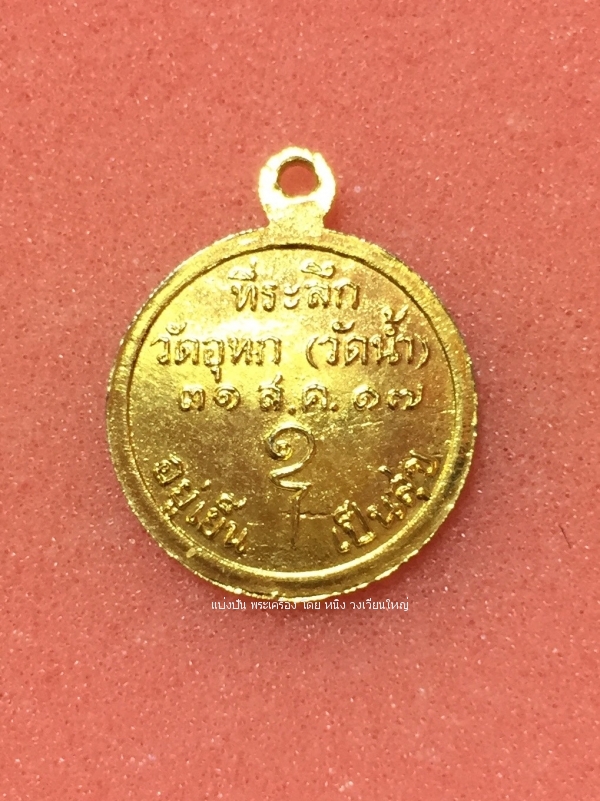 ที่ระลึก
วัดอุทก (วัดน้ำ)
๓๑ ส.ค. ๑๗
อยู่เย็น เป็นสุข
แบ่งปัน พระเครื่อง โดย หนิง วงเวียนใหญ่